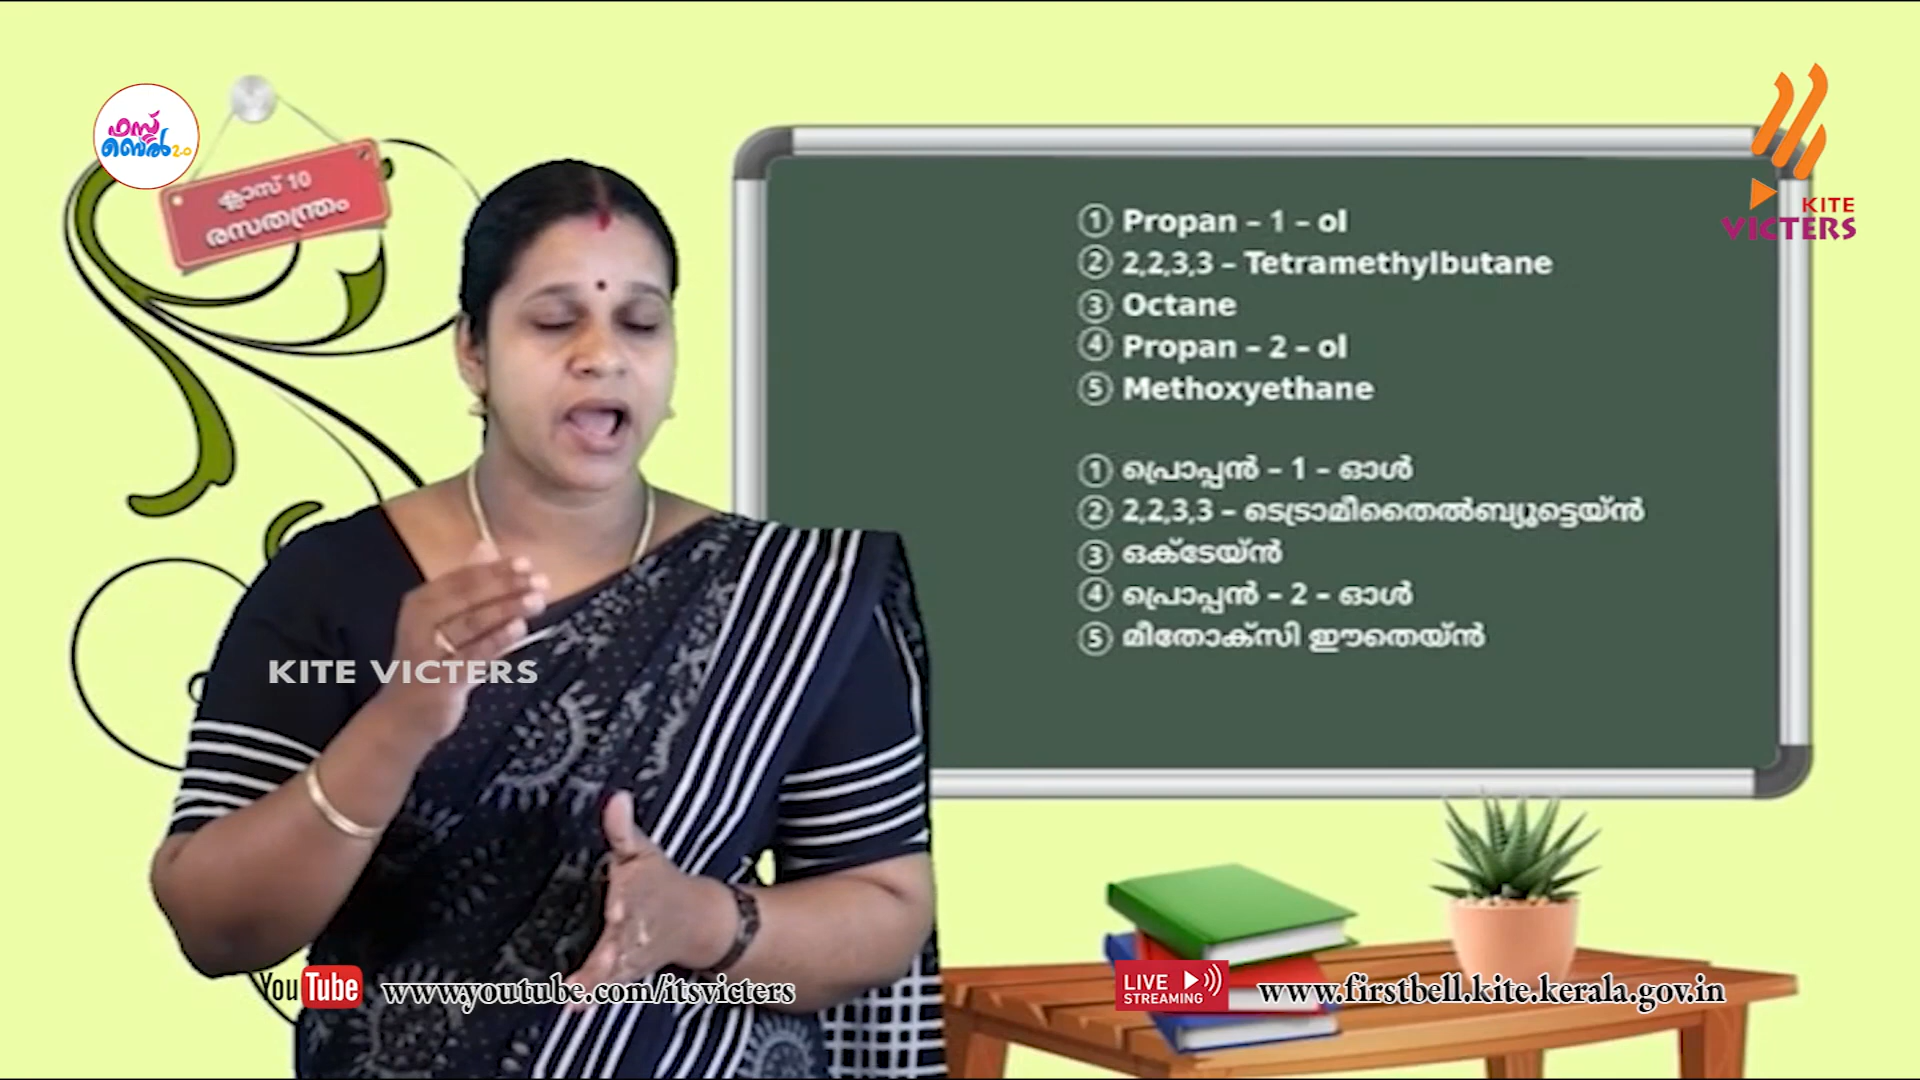 ഫസ്റ്റ്
ബെൽ 2.0
ക്ലാസ് 10
രസതന്ത്രം
KITE
VICTERS
① Propan – 1 – ol
② 2,2,3,3 – Tetramethylbutane
③ Octane
④ Propan – 2 – ol
⑤ Methoxyethane
① പ്രൊപ്പൻ – 1 – ഓൾ
② 2,2,3,3 – ടെട്രാമീതൈൽബ്യൂട്ടെയ്ൻ
③ ഒക്ടേയ്ൻ
④ പ്രൊപ്പൻ – 2 – ഓൾ
⑤ മീതോക്സി ഈതെയ്ൻ
KITE VICTERS
YouTube www.youtube.com/itsvicters
LIVE STREAMING www.firstbell.kite.kerala.gov.in